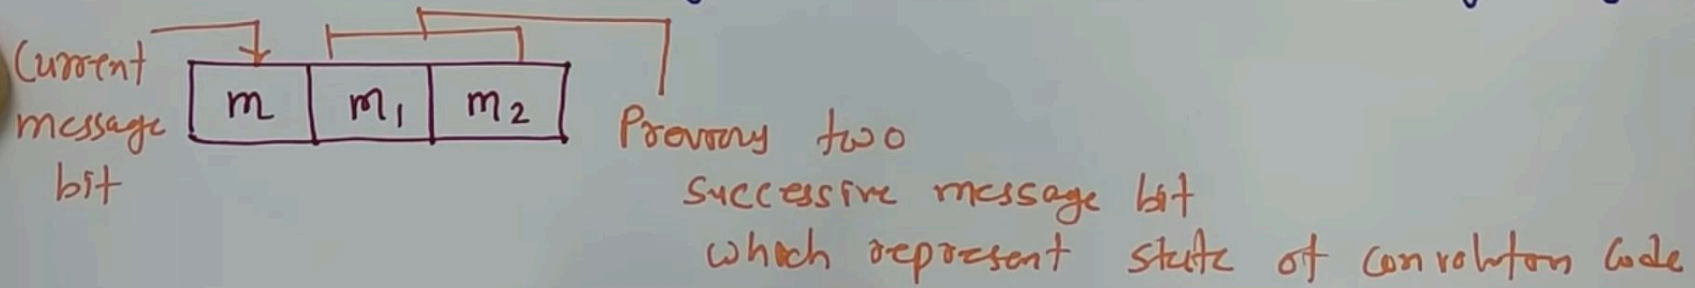 Current
message
bit
m m1 m2
Previous two
successive message bit
which represent state of convolution Code